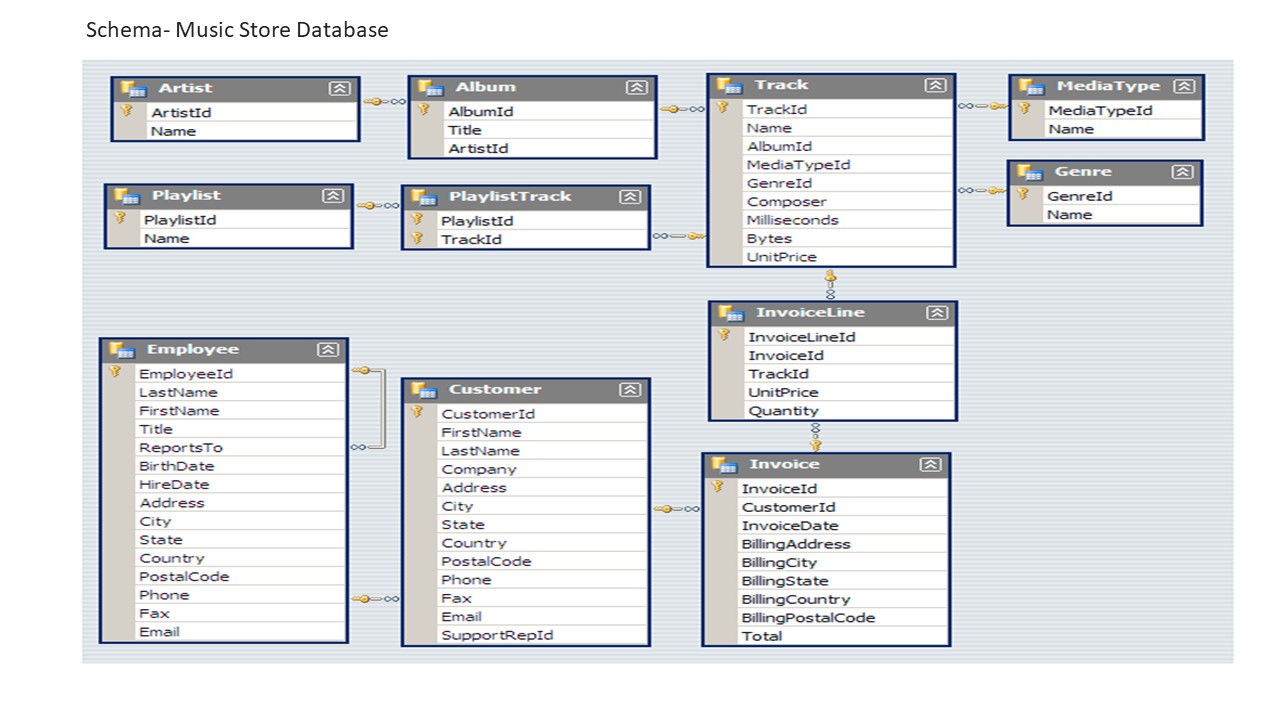 Schema- Music Store Database
Artist
ArtistId
Name
Album
AlbumId
Title
ArtistId
Track
TrackId
Name
AlbumId
MediaTypeId
GenreId
Composer
Milliseconds
Bytes
UnitPrice
MediaType
MediaTypeId
Name
Playlist
PlaylistId
Name
PlaylistTrack
PlaylistId
TrackId
Genre
GenreId
Name
InvoiceLine
InvoiceLineId
InvoiceId
TrackId
UnitPrice
Quantity
Employee
EmployeeId
LastName
FirstName
Title
ReportsTo
BirthDate
HireDate
Address
City
State
Country
PostalCode
Phone
Fax
Email
Customer
CustomerId
FirstName
LastName
Company
Address
City
State
Country
PostalCode
Phone
Fax
Email
SupportRepId
Invoice
InvoiceId
CustomerId
InvoiceDate
BillingAddress
BillingCity
BillingState
BillingCountry
BillingPostalCode
Total